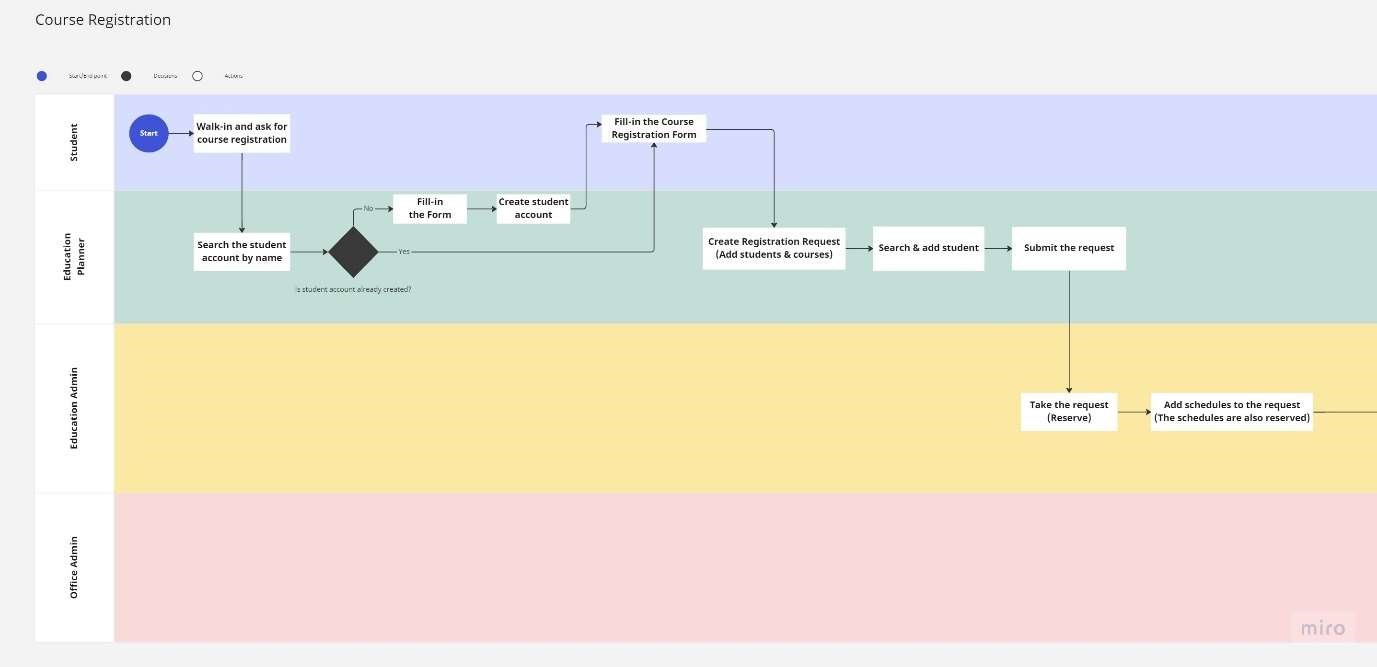 Course Registration
Start/End point
Decisions
Actions
Student
Start
Walk-in and ask for
course registration
Fill-in the Course
Registration Form
Education
Planner
Search the student
account by name
No
Fill-in
the Form
Create student
account
Yes
Is student account already created?
Create Registration Request
(Add students & courses)
Search & add student
Submit the request
Education Admin
Take the request
(Reserve)
Add schedules to the request
(The schedules are also reserved)
Office Admin
miro